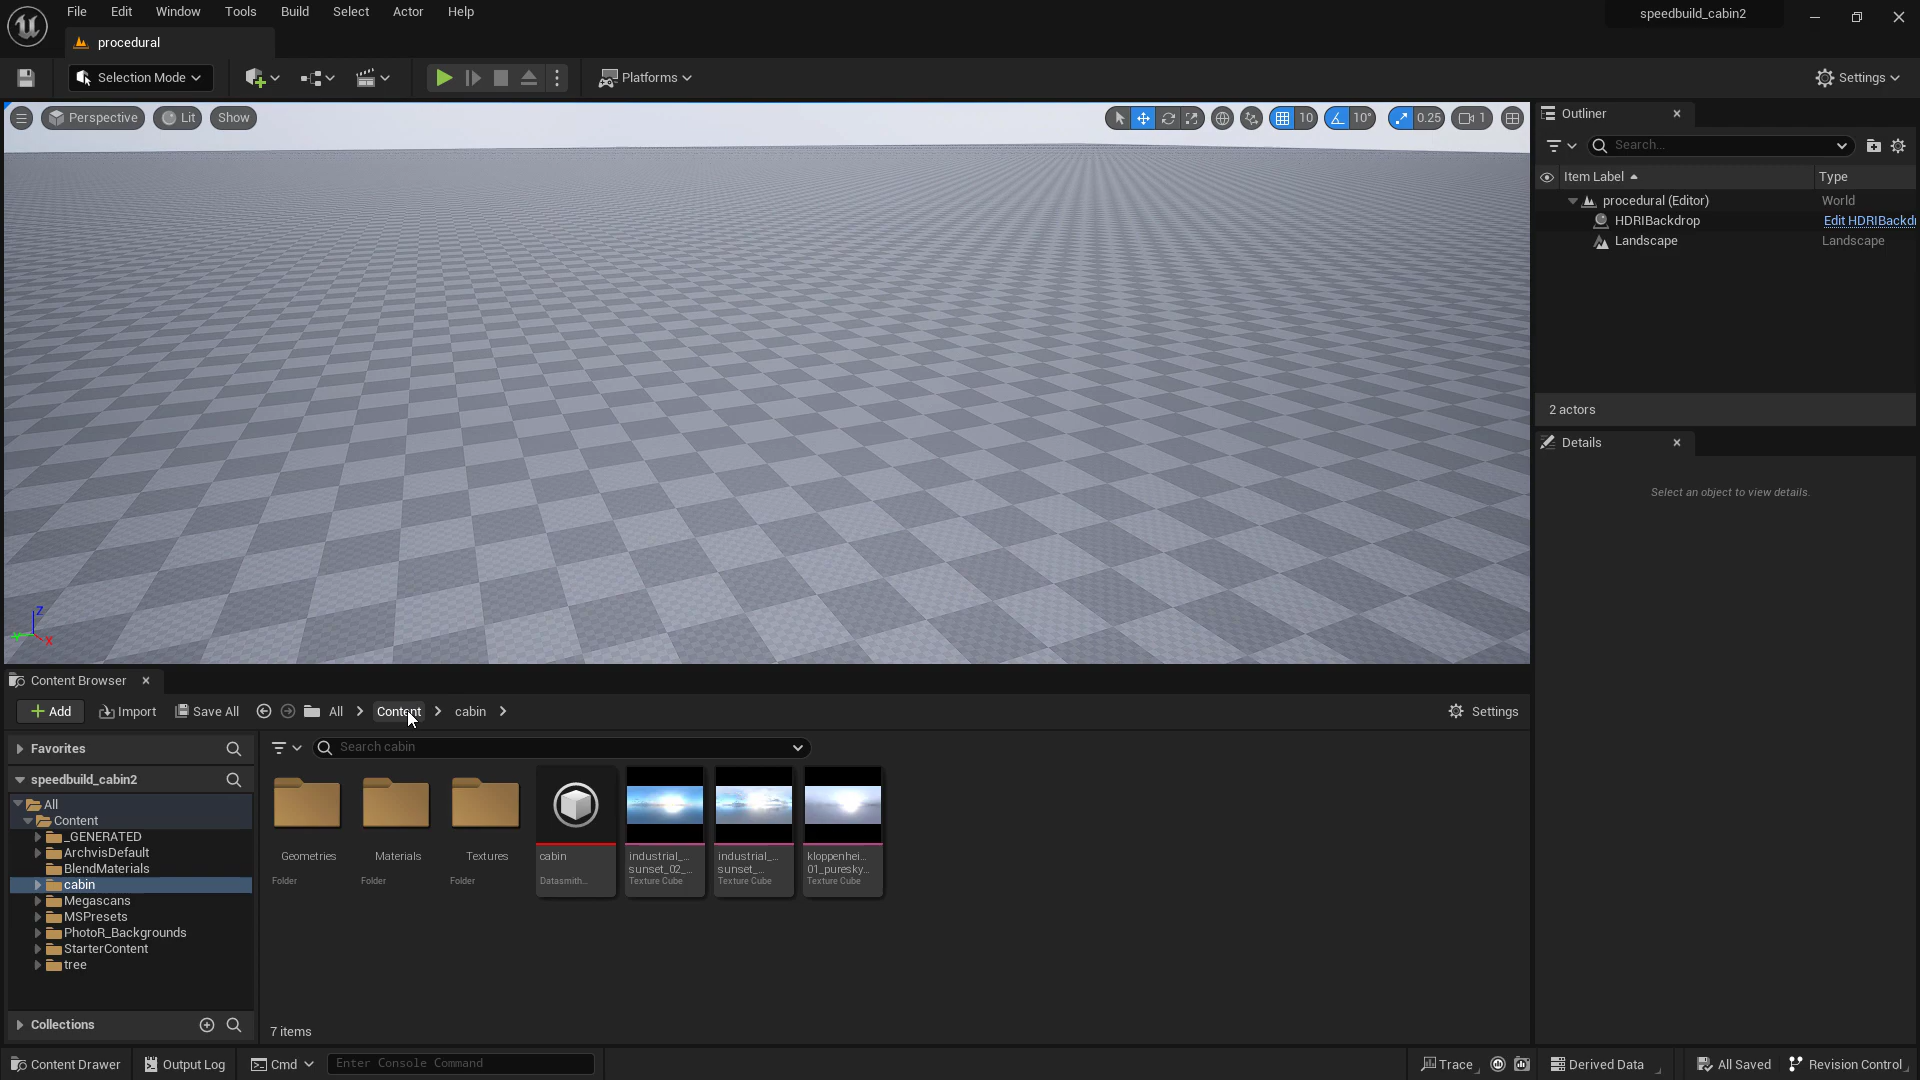 File Edit Window Tools Build Select Actor Help
speedbuild_cabin2
procedural
Selection Mode
Platforms
Settings
Perspective Lit Show
10 10° 0.25 1
Outliner
Search...
Item Label Type
procedural (Editor) World
HDRIBackdrop Edit HDRIBackdr
Landscape Landscape
2 actors
Details
Select an object to view details.
Z
Y
X
Content Browser
Add Import Save All All Content cabin Settings
Favorites
Search cabin
speedbuild_cabin2
All
Content
_GENERATED
ArchvisDefault
BlendMaterials
cabin
Megascans
MSPresets
PhotoR_Backgrounds
StarterContent
tree
Collections
Geometries
Folder
Materials
Folder
Textures
Folder
cabin
Datasmith...
industrial_...
sunset_02_...
Texture Cube
industrial_...
sunset_...
Texture Cube
kloppenhei...
01_puresky...
Texture Cube
7 items
Content Drawer Output Log Cmd Enter Console Command Trace Derived Data All Saved Revision Control